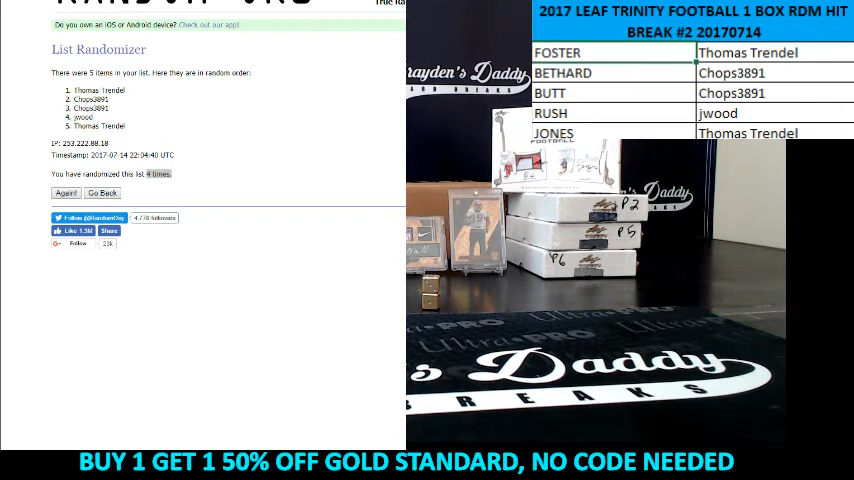 Do you own an iOS or Android device? Check out our app!
List Randomizer
There were 5 items in your list. Here they are in random order:
1. Thomas Trendel
2. Chops3891
3. Chops3891
4. jwood
5. Thomas Trendel
IP: 253.222.88.18
Timestamp: 2017-07-14 22:04:40 UTC
You have randomized this list 4 times.
Again! Go Back
Follow @RandomOrg 4,778 followers
Like 1.3M Share
Follow 23k
2017 LEAF TRINITY FOOTBALL 1 BOX RDM HIT
BREAK #2 20170714
FOSTER Thomas Trendel
BETHARD Chops3891
BUTT Chops3891
RUSH jwood
JONES Thomas Trendel
rayden's Daddy
ARD BREAKS
FOOTBALL
Daddy
P2
P5
P6
Ultra PRO
s Daddy
BREAKS
BUY 1 GET 1 50% OFF GOLD STANDARD, NO CODE NEEDED